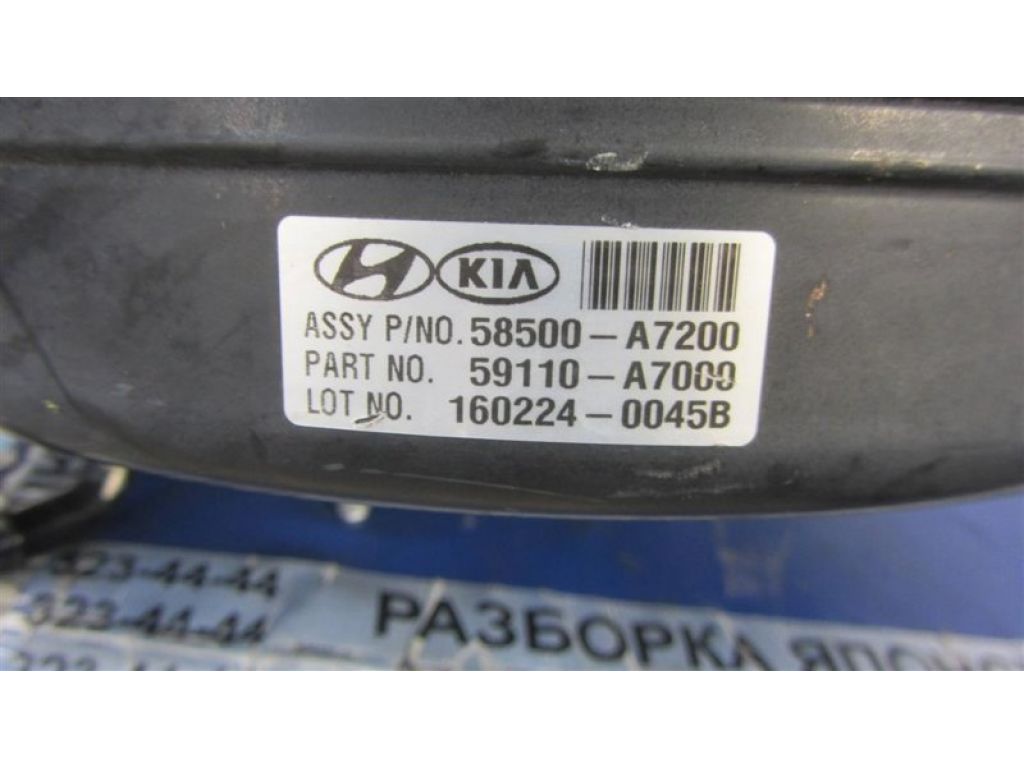 KIA
ASSY P/NO. 58500-A7200
PART NO. 59110-A7000
LOT NO. 160224-0045B
823-44-44
РАЗБОРКА
-323-44-44